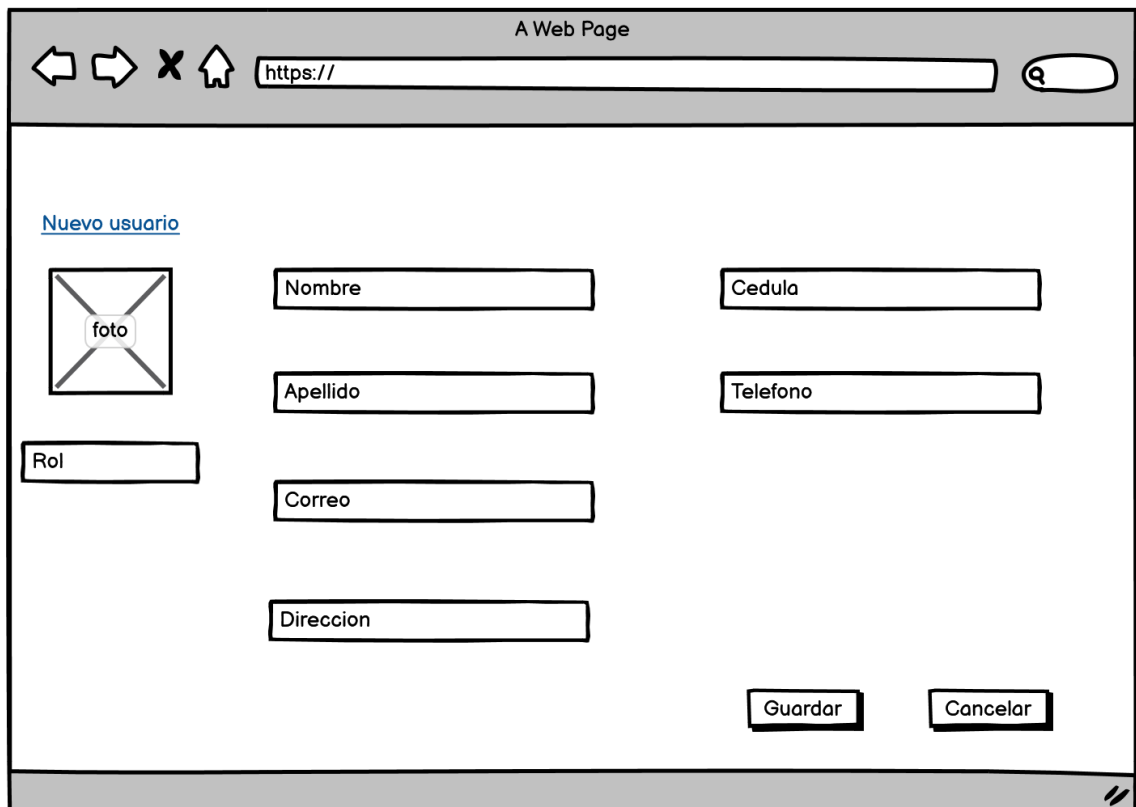 A Web Page
https://
Nuevo usuario
foto
Nombre
Cedula
Apellido
Telefono
Rol
Correo
Direccion
Guardar
Cancelar